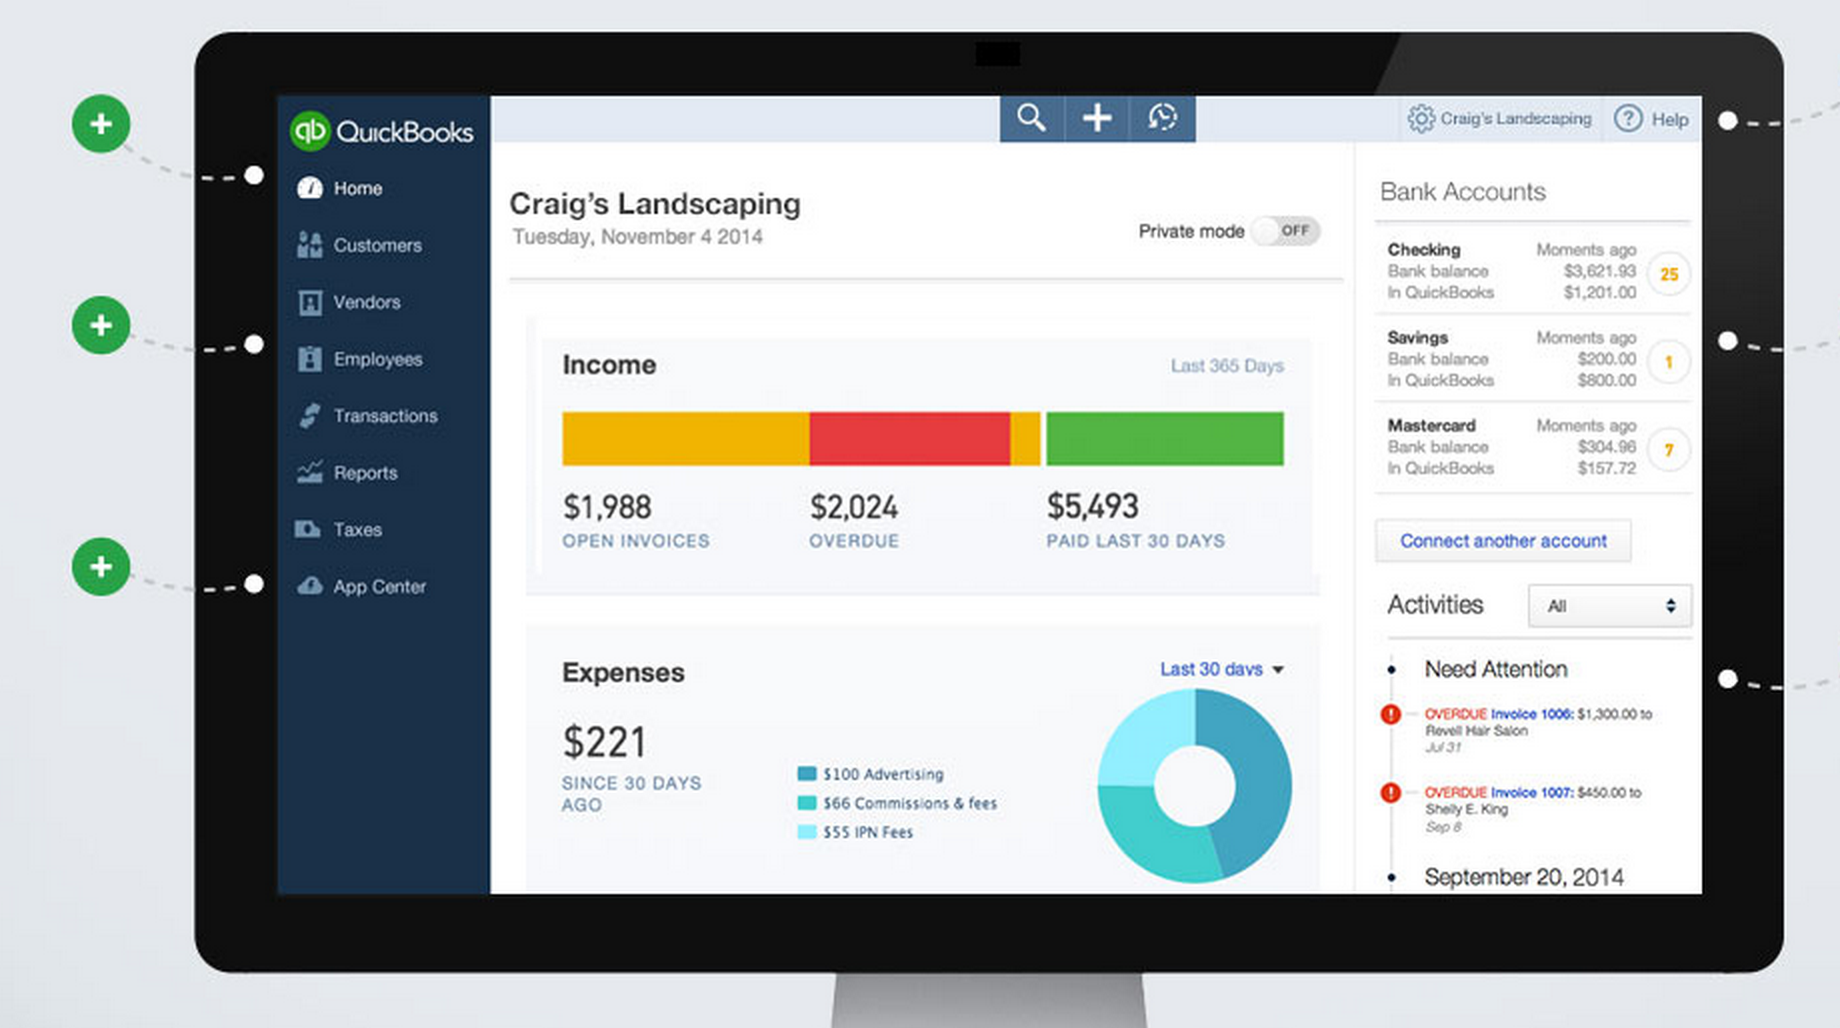 QuickBooks
Home
Customers
Vendors
Employees
Transactions
Reports
Taxes
App Center
Craig's Landscaping
Help
Craig's Landscaping
Tuesday, November 4 2014
Private mode OFF
Income
Last 365 Days
$1,988
OPEN INVOICES
$2,024
OVERDUE
$5,493
PAID LAST 30 DAYS
Expenses
Last 30 days
$221
SINCE 30 DAYS
AGO
$100 Advertising
$66 Commissions & fees
$55 IPN Fees
Bank Accounts
Checking Moments ago
Bank balance $3,621.93
In QuickBooks $1,201.00
25
Savings Moments ago
Bank balance $200.00
In QuickBooks $800.00
1
Mastercard Moments ago
Bank balance $304.96
In QuickBooks $157.72
7
Connect another account
Activities
All
Need Attention
OVERDUE Invoice 1006: $1,300.00 to
Revell Hair Salon
Jul 31
OVERDUE Invoice 1007: $450.00 to
Shelly E. King
Sep 8
September 20, 2014